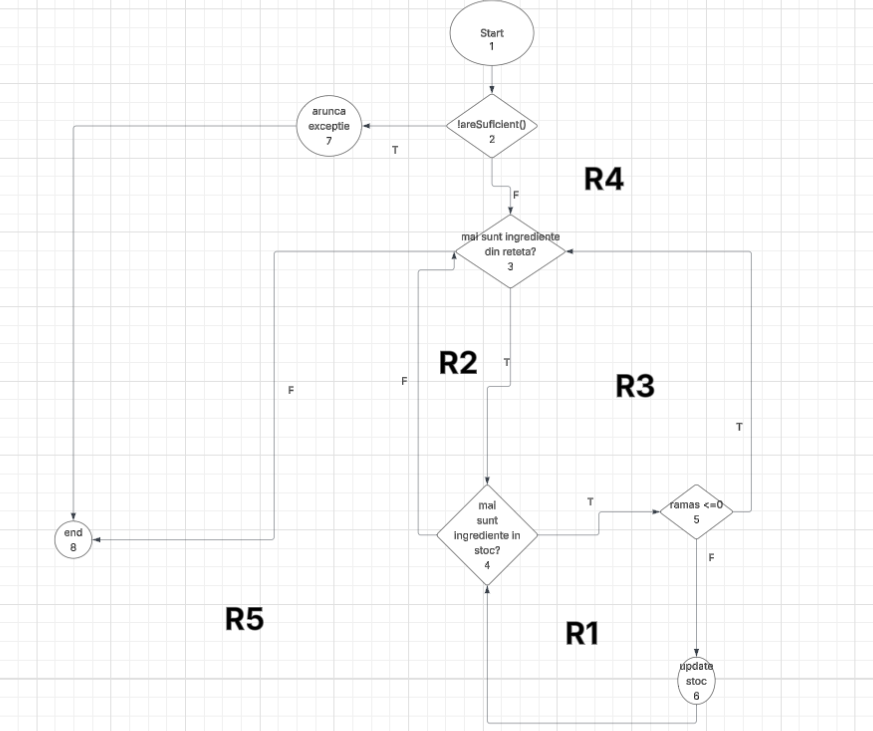 Start
1
arunca
exceptie
7
!areSuficient()
2
T
R4
F
mai sunt ingrediente
din reteta?
3
R2
T
F
R3
F
T
mai
sunt
ingrediente in
stoc?
4
T
ramas <=0
5
end
8
F
R5
R1
update
stoc
6